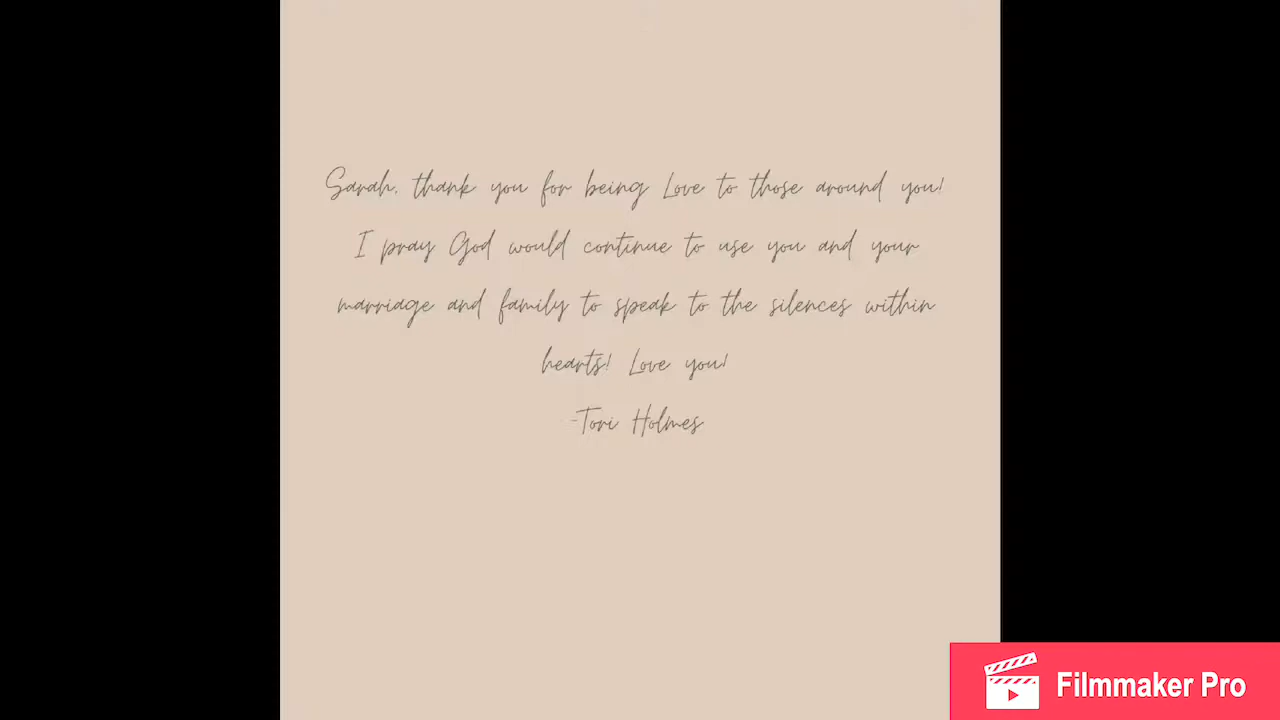 Sarah, thank you for being Love to those around you!
I pray God would continue to use you and your
marriage and family to speak to the silences within
hearts! Love you!
-Tori Holmes
Filmmaker Pro